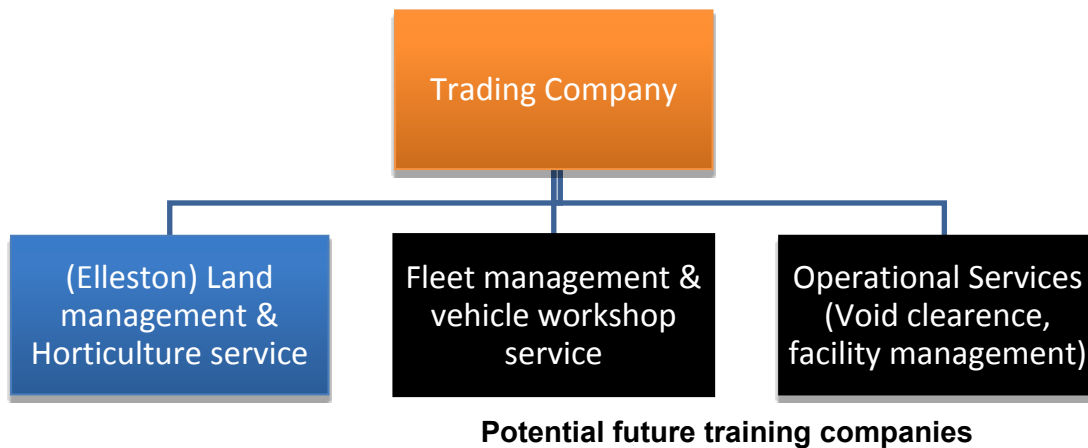 Trading Company
(Elleston) Land
management &
Horticulture service
Fleet management &
vehicle workshop
service
Operational Services
(Void clearence,
facility management)
Potential future training companies